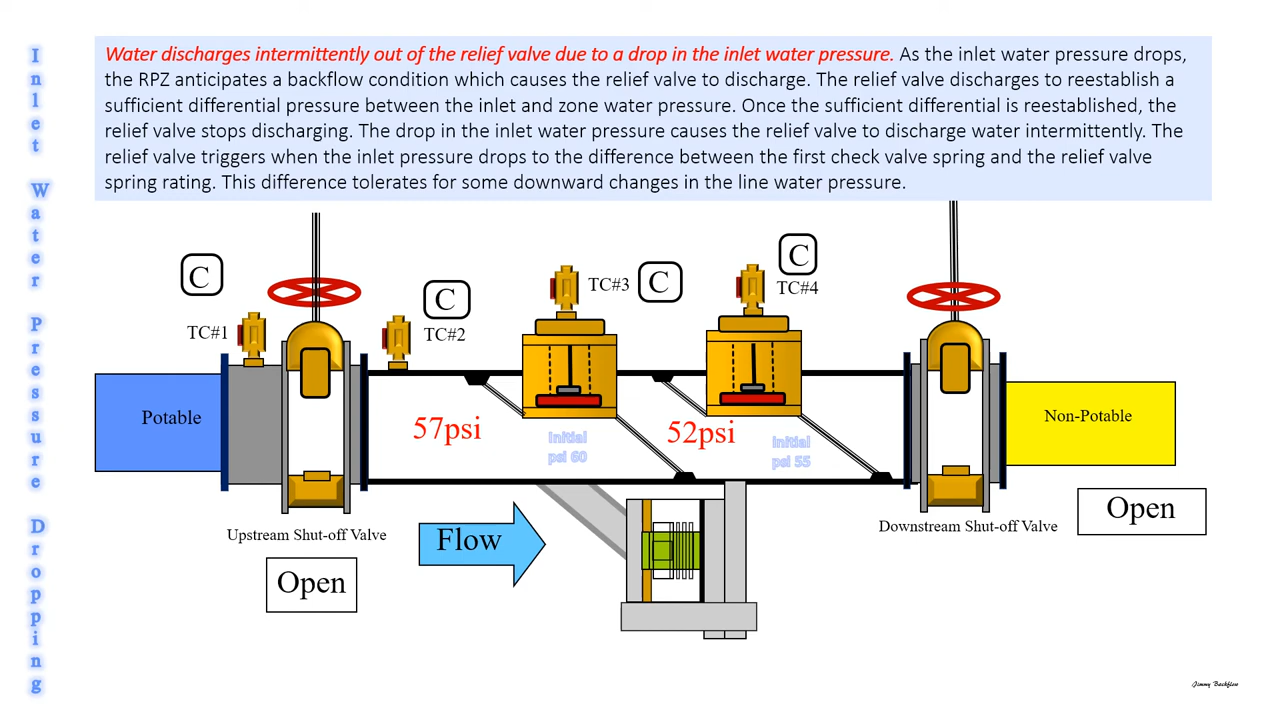 Inlet Water Pressure Dropping
Water discharges intermittently out of the relief valve due to a drop in the inlet water pressure. As the inlet water pressure drops,
the RPZ anticipates a backflow condition which causes the relief valve to discharge. The relief valve discharges to reestablish a
sufficient differential pressure between the inlet and zone water pressure. Once the sufficient differential is reestablished, the
relief valve stops discharging. The drop in the inlet water pressure causes the relief valve to discharge water intermittently. The
relief valve triggers when the inlet pressure drops to the difference between the first check valve spring and the relief valve
spring rating. This difference tolerates for some downward changes in the line water pressure.
C
TC#1
C
TC#2
TC#3
C
C
TC#4
Potable
57psi
Initial
psi 60
52psi
Initial
psi 55
Non-Potable
Upstream Shut-off Valve
Open
Flow
Downstream Shut-off Valve
Open
Jimmy Backflow